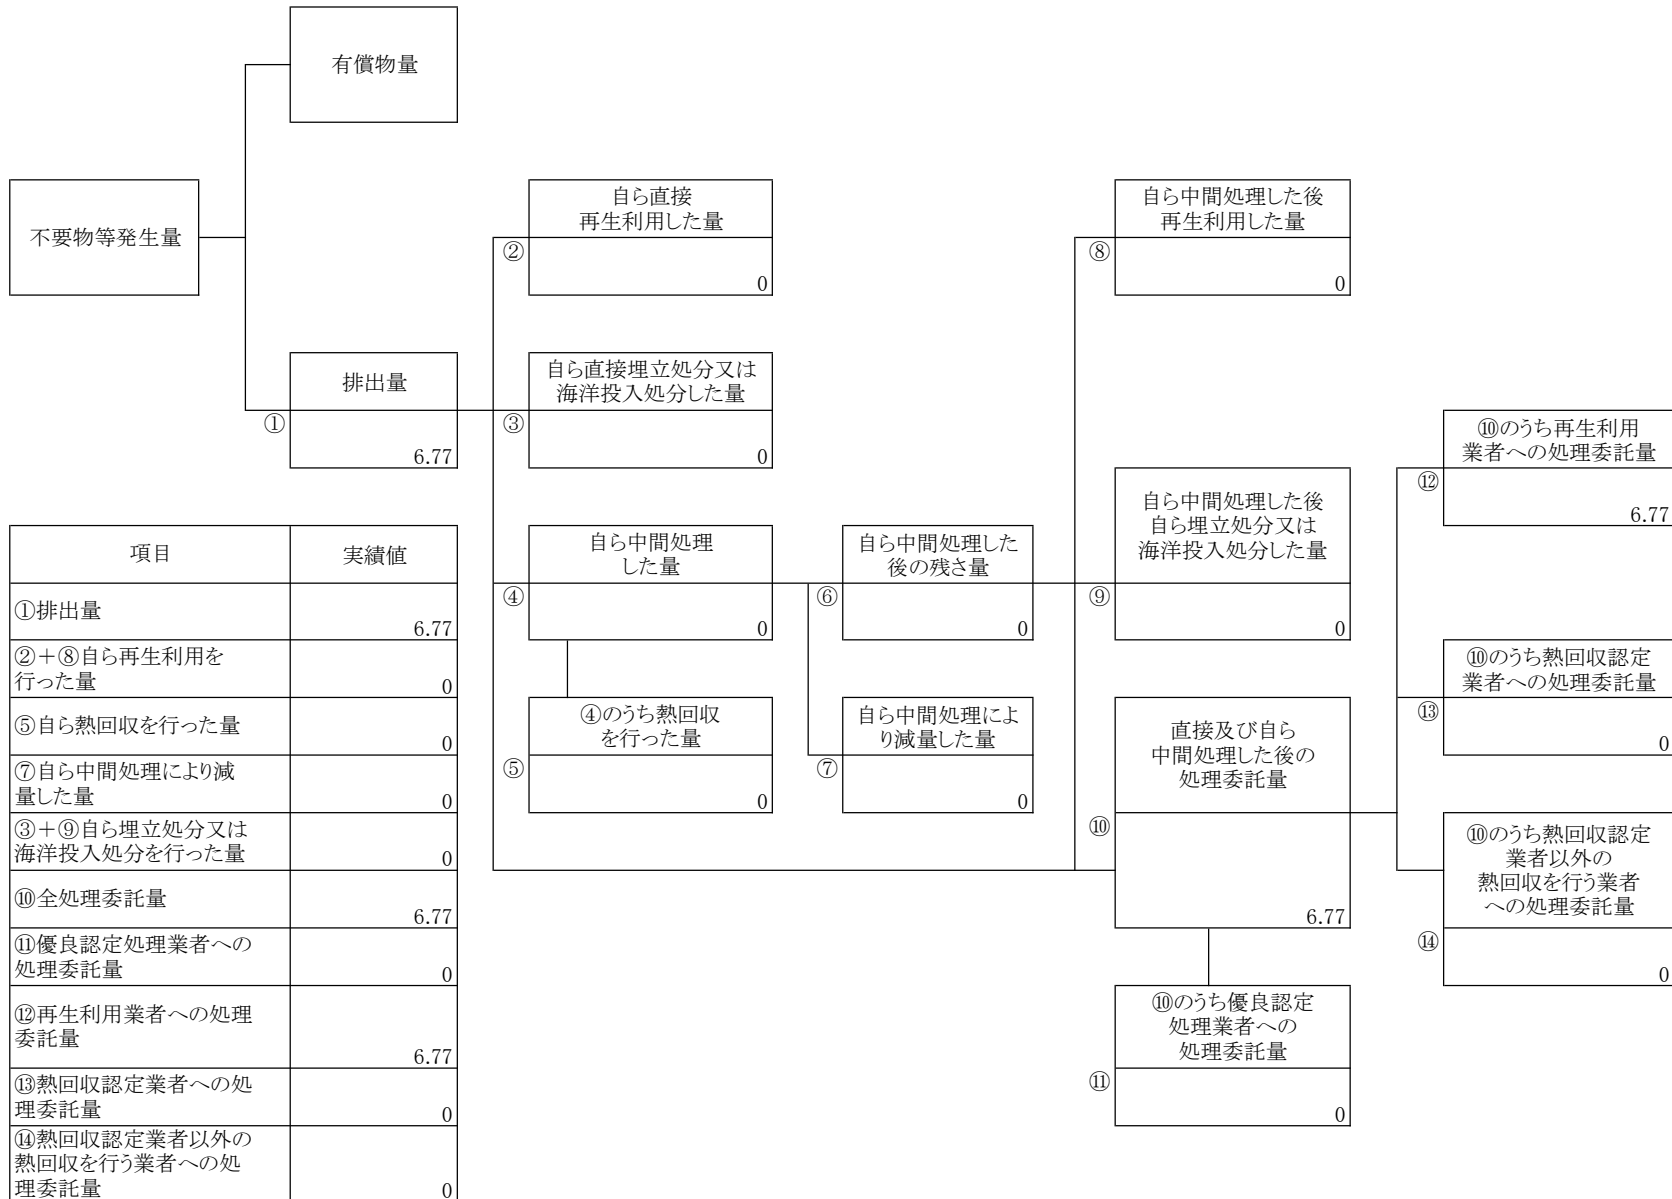 有償物量
不要物等発生量
自ら直接
再生利用した量
②
0
自ら中間処理した後
再生利用した量
⑧
0
排出量
①
6.77
自ら直接埋立処分又は
海洋投入処分した量
③
0
⑩のうち再生利用
業者への処理委託量
⑫
6.77
自ら中間処理
した量
④
0
自ら中間処理した
後の残さ量
⑥
0
自ら中間処理した後
自ら埋立処分又は
海洋投入処分した量
⑨
0
⑩のうち熱回収認定
業者への処理委託量
⑬
0
④のうち熱回収
を行った量
⑤
0
自ら中間処理によ
り減量した量
⑦
0
直接及び自ら
中間処理した後の
処理委託量
⑩
6.77
⑩のうち熱回収認定
業者以外の
熱回収を行う業者
への処理委託量
⑭
0
⑩のうち優良認定
処理業者への
処理委託量
⑪
0
項目 実績値
①排出量 6.77
②＋⑧自ら再生利用を
行った量 0
⑤自ら熱回収を行った量 0
⑦自ら中間処理により減
量した量 0
③＋⑨自ら埋立処分又は
海洋投入処分を行った量 0
⑩全処理委託量 6.77
⑪優良認定処理業者への
処理委託量 0
⑫再生利用業者への処理
委託量 6.77
⑬熱回収認定業者への処
理委託量 0
⑭熱回収認定業者以外の
熱回収を行う業者への処
理委託量 0